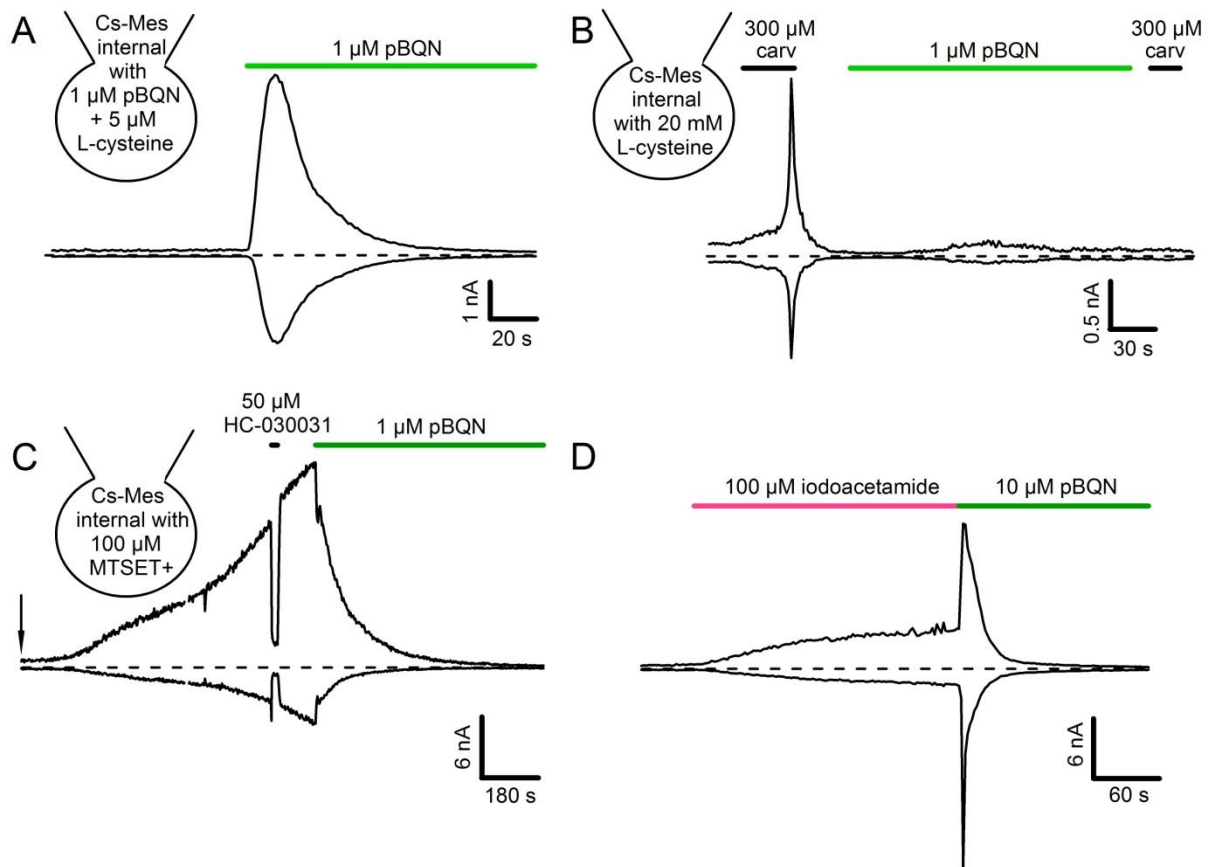 A
Cs-Mes
internal
with
1 µM pBQN
+ 5 µM
L-cysteine
1 µM pBQN
1 nA
20 s
B
Cs-Mes
internal
with 20 mM
L-cysteine
300 µM
carv
1 µM pBQN
300 µM
carv
0.5 nA
30 s
C
Cs-Mes
internal with
100 µM
MTSET+
50 µM
HC-030031
1 µM pBQN
6 nA
180 s
D
100 µM iodoacetamide
10 µM pBQN
6 nA
60 s